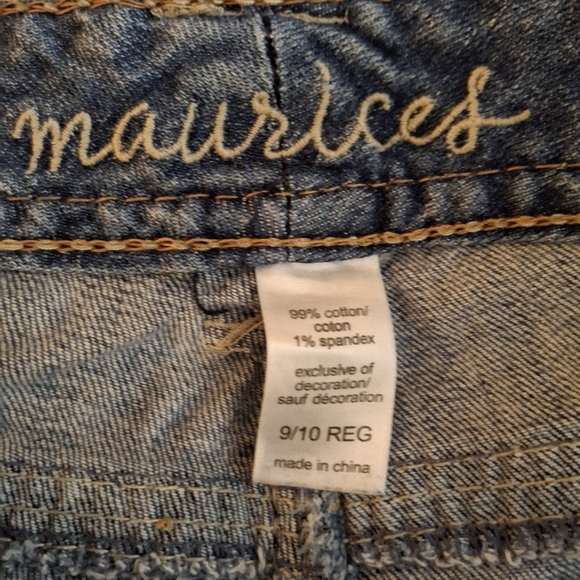 maurices
99% cotton/
coton
1% spandex
exclusive of
decoration/
sauf décoration
9/10 REG
made in china